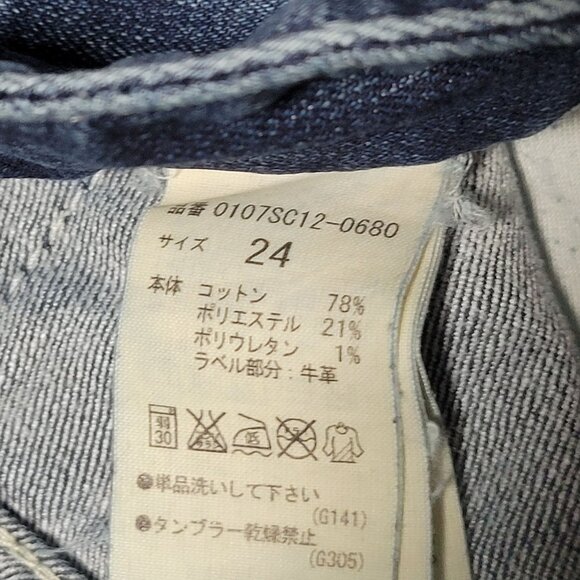 品番 0107SC12-0680
サイズ 24
本体 コットン 78%
ポリエステル 21%
ポリウレタン 1%
ラベル部分：牛革
弱
30
●単品洗いして下さい
(G141)
●タンブラー乾燥禁止
(G305)